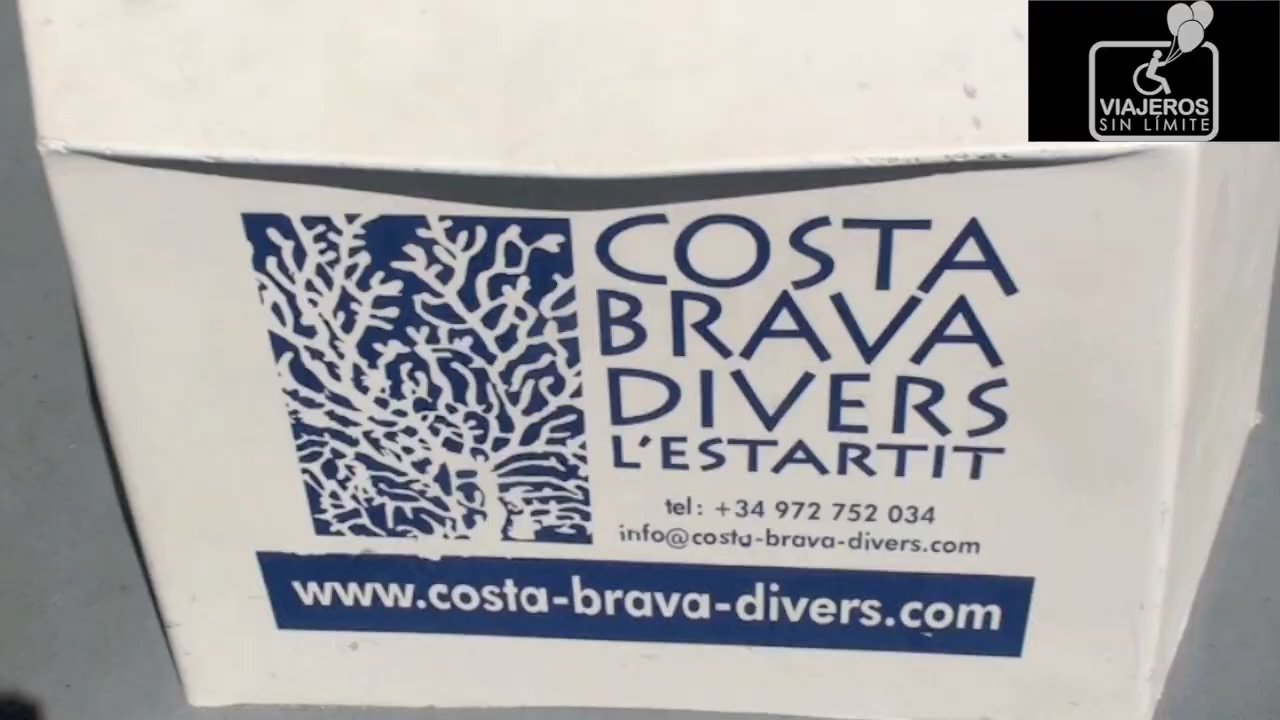 VIAJEROS
SIN LÍMITE
COSTA
BRAVA
DIVERS
L'ESTARTIT
tel: +34 972 752 034
info@costa-brava-divers.com
www.costa-brava-divers.com